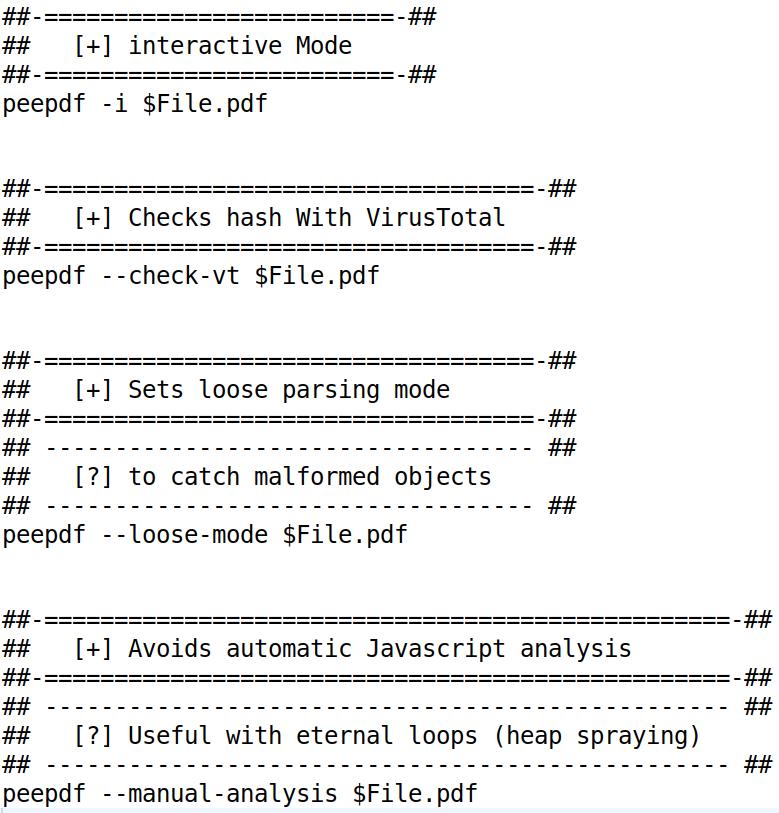 ##-=========================-##
##   [+] interactive Mode
##-=========================-##
peepdf -i $File.pdf
##-===================================-##
##   [+] Checks hash With VirusTotal
##-===================================-##
peepdf --check-vt $File.pdf
##-===================================-##
##   [+] Sets loose parsing mode
##-===================================-##
## ----------------------------------- ##
##   [?] to catch malformed objects
## ----------------------------------- ##
peepdf --loose-mode $File.pdf
##-=================================================-##
##   [+] Avoids automatic Javascript analysis
##-=================================================-##
## ------------------------------------------------- ##
##   [?] Useful with eternal loops (heap spraying)
## ------------------------------------------------- ##
peepdf --manual-analysis $File.pdf